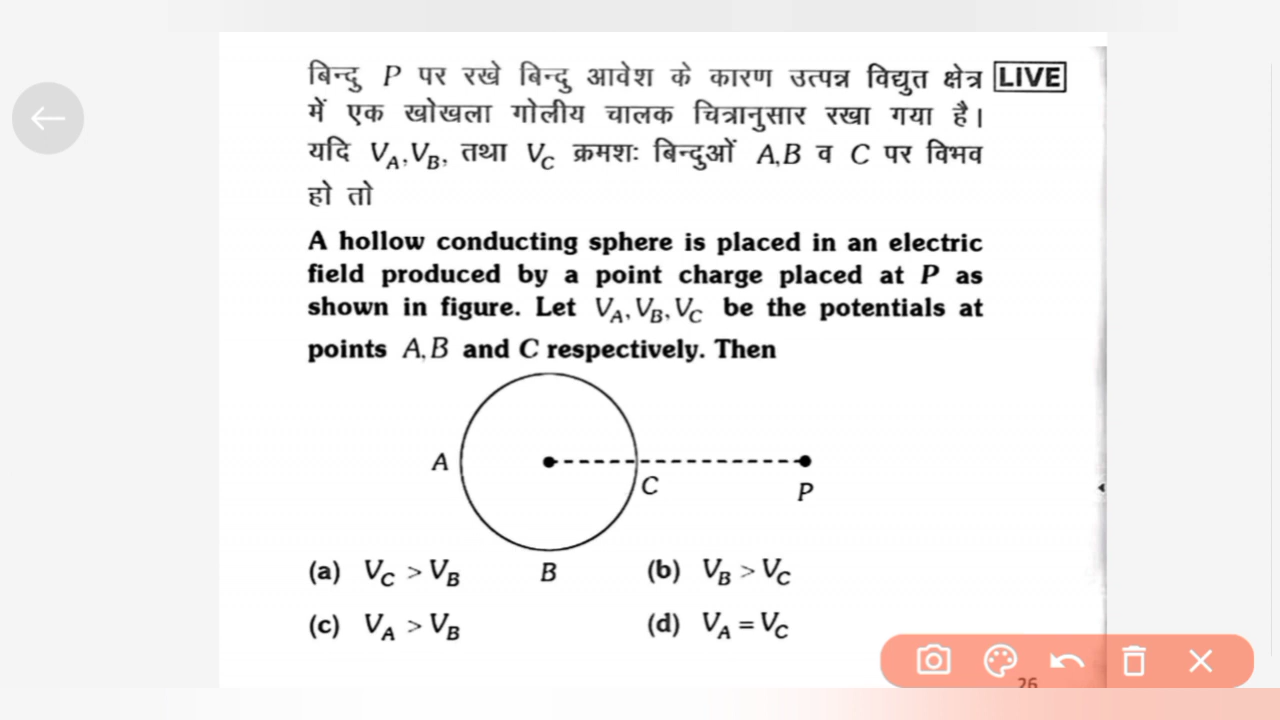 बिन्दु P पर रखे बिन्दु आवेश के कारण उत्पन्न विद्युत क्षेत्र LIVE
में एक खोखला गोलीय चालक चित्रानुसार रखा गया है।
यदि V_A, V_B, तथा V_C क्रमशः बिन्दुओं A,B व C पर विभव
हो तो
A hollow conducting sphere is placed in an electric
field produced by a point charge placed at P as
shown in figure. Let V_A, V_B, V_C be the potentials at
points A, B and C respectively. Then
A
C
P
B
(a) V_C > V_B (b) V_B > V_C
(c) V_A > V_B (d) V_A = V_C
26